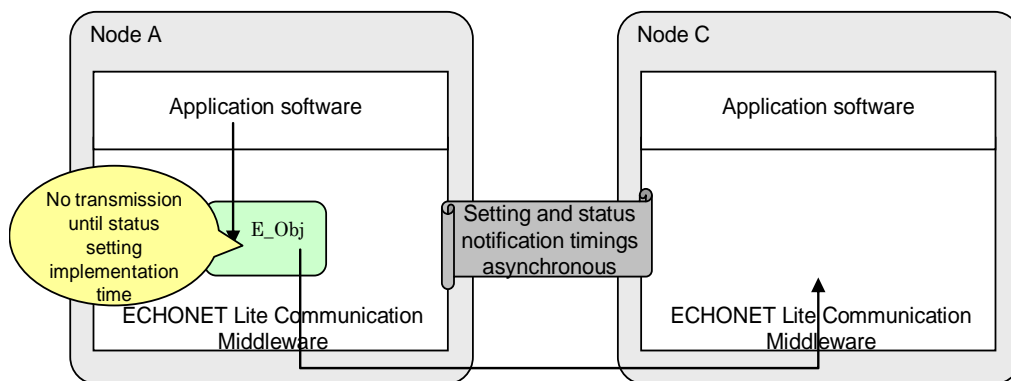 Node A
Application software
No transmission
until status
setting
implementation
time
E_Obj
ECHONET Lite Communication
Middleware
Setting and status
notification timings
asynchronous
Node C
Application software
ECHONET Lite Communication
Middleware